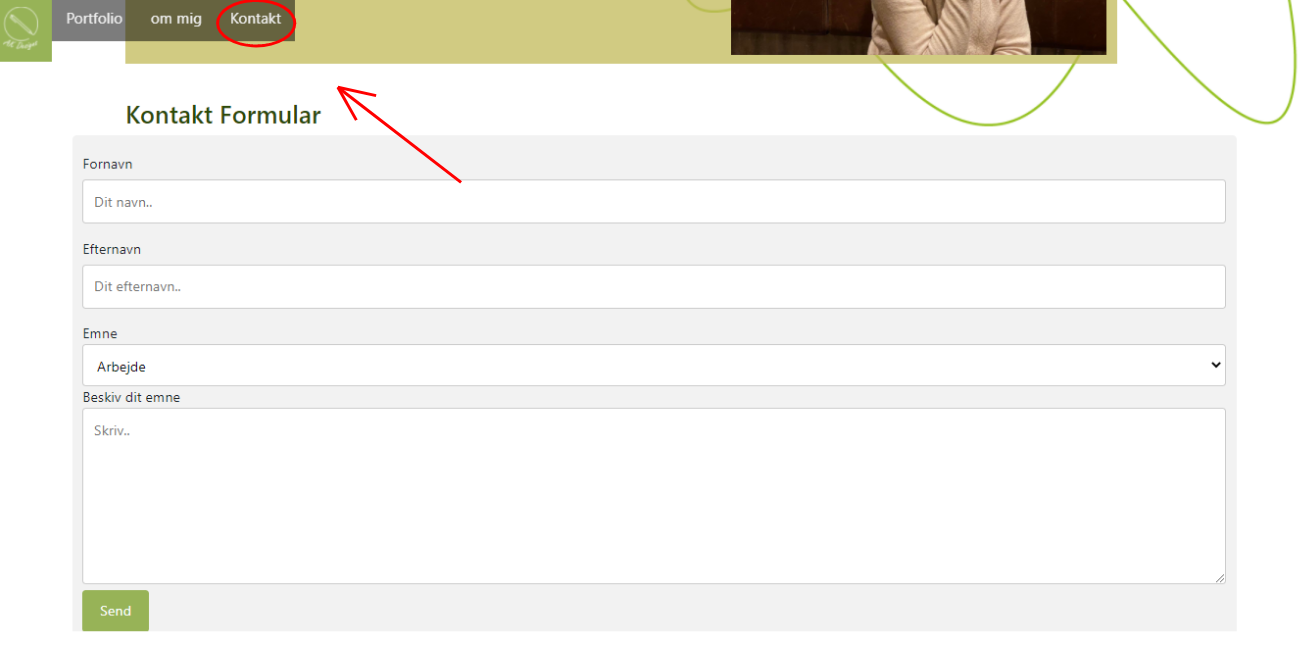 Portfolio om mig Kontakt
Kontakt Formular
Fornavn
Dit navn..
Efternavn
Dit efternavn..
Emne
Arbejde
Beskiv dit emne
Skriv..
Send